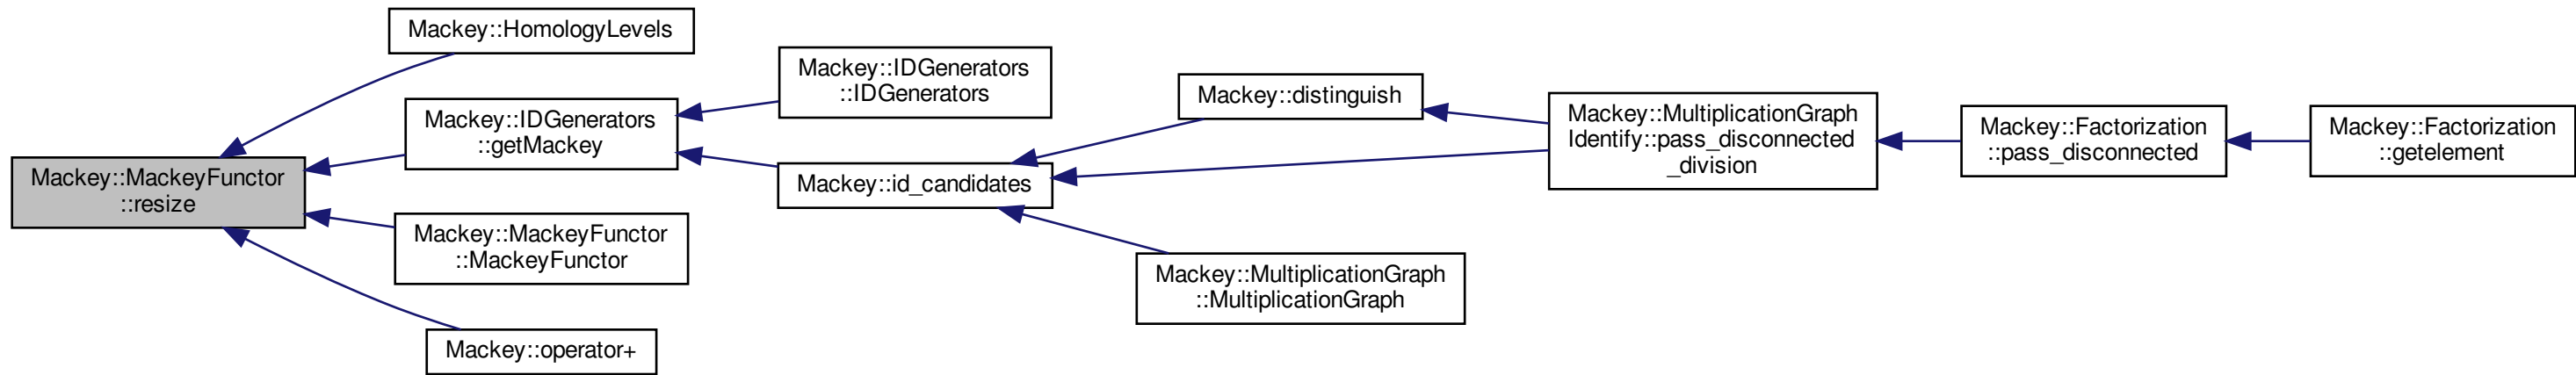 Mackey::MackeyFunctor
::resize
Mackey::HomologyLevels
Mackey::IDGenerators
::getMackey
Mackey::MackeyFunctor
::MackeyFunctor
Mackey::operator+
Mackey::IDGenerators
::IDGenerators
Mackey::id_candidates
Mackey::distinguish
Mackey::MultiplicationGraph
::MultiplicationGraph
Mackey::MultiplicationGraph
Identify::pass_disconnected
_division
Mackey::Factorization
::pass_disconnected
Mackey::Factorization
::getelement